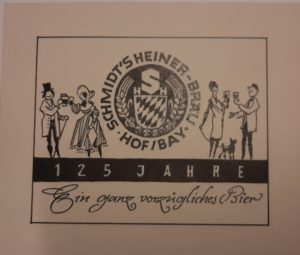 SCHMIDT'S HEINER-BRÄU
H S H
· HOF/BAY ·
125 JAHRE
Ein ganz vorzügliches Bier